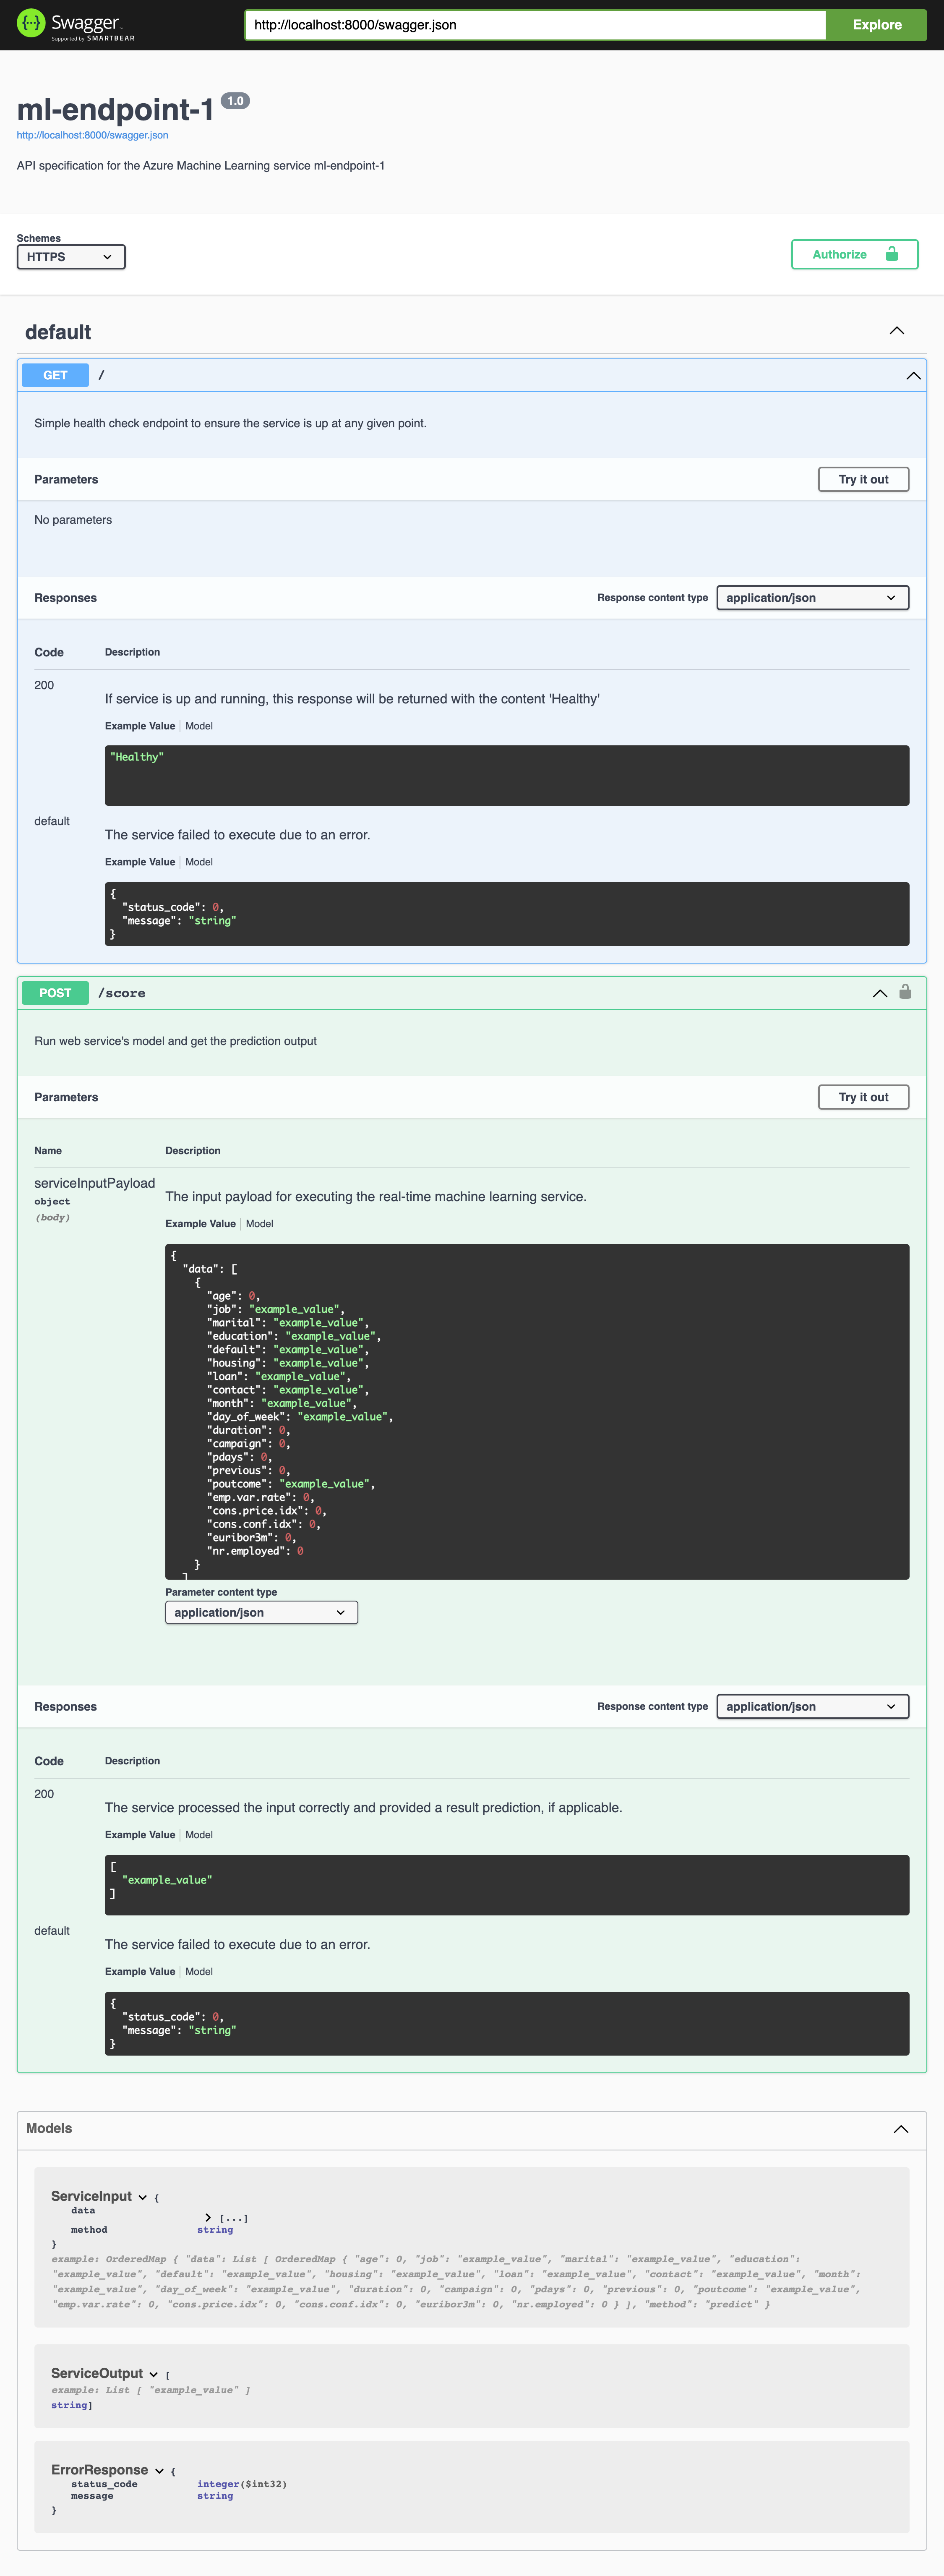 Swagger
Supported by SMARTBEAR
http://localhost:8000/swagger.json
Explore
ml-endpoint-1 1.0
http://localhost:8000/swagger.json
API specification for the Azure Machine Learning service ml-endpoint-1
Schemes
HTTPS
Authorize
default
GET /
Simple health check endpoint to ensure the service is up at any given point.
Parameters Try it out
No parameters
Responses Response content type application/json
Code Description
200
If service is up and running, this response will be returned with the content 'Healthy'
Example Value Model
"Healthy"
default
The service failed to execute due to an error.
Example Value Model
{
"status_code": 0,
"message": "string"
}
POST /score
Run web service's model and get the prediction output
Parameters Try it out
Name Description
serviceInputPayload
object
(body)
The input payload for executing the real-time machine learning service.
Example Value Model
{
"data": [
{
"age": 0,
"job": "example_value",
"marital": "example_value",
"education": "example_value",
"default": "example_value",
"housing": "example_value",
"loan": "example_value",
"contact": "example_value",
"month": "example_value",
"day_of_week": "example_value",
"duration": 0,
"campaign": 0,
"pdays": 0,
"previous": 0,
"poutcome": "example_value",
"emp.var.rate": 0,
"cons.price.idx": 0,
"cons.conf.idx": 0,
"euribor3m": 0,
"nr.employed": 0
}
]
Parameter content type
application/json
Responses Response content type application/json
Code Description
200
The service processed the input correctly and provided a result prediction, if applicable.
Example Value Model
[
"example_value"
]
default
The service failed to execute due to an error.
Example Value Model
{
"status_code": 0,
"message": "string"
}
Models
ServiceInput {
data [...]
method string
}
example: OrderedMap { "data": List [ OrderedMap { "age": 0, "job": "example_value", "marital": "example_value", "education":
"example_value", "default": "example_value", "housing": "example_value", "loan": "example_value", "contact": "example_value", "month":
"example_value", "day_of_week": "example_value", "duration": 0, "campaign": 0, "pdays": 0, "previous": 0, "poutcome": "example_value",
"emp.var.rate": 0, "cons.price.idx": 0, "cons.conf.idx": 0, "euribor3m": 0, "nr.employed": 0 } ], "method": "predict" }
ServiceOutput [
example: List [ "example_value" ]
string]
ErrorResponse {
status_code integer($int32)
message string
}